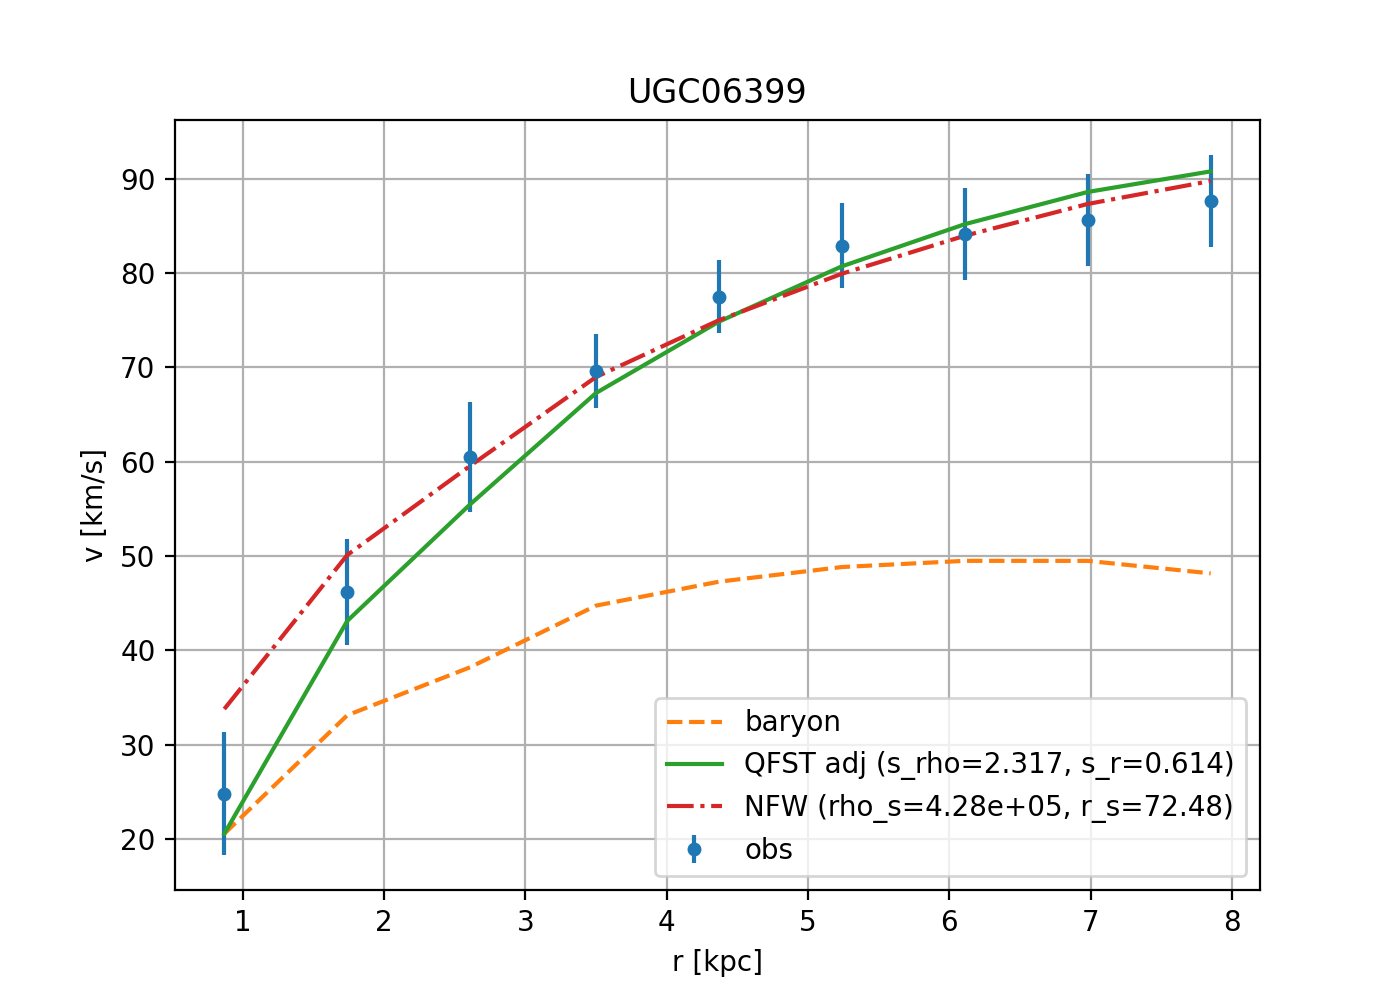 UGC06399
90
80
70
60
50
40
30
20
v [km/s]
baryon
QFST adj (s_rho=2.317, s_r=0.614)
NFW (rho_s=4.28e+05, r_s=72.48)
obs
1 2 3 4 5 6 7 8
r [kpc]